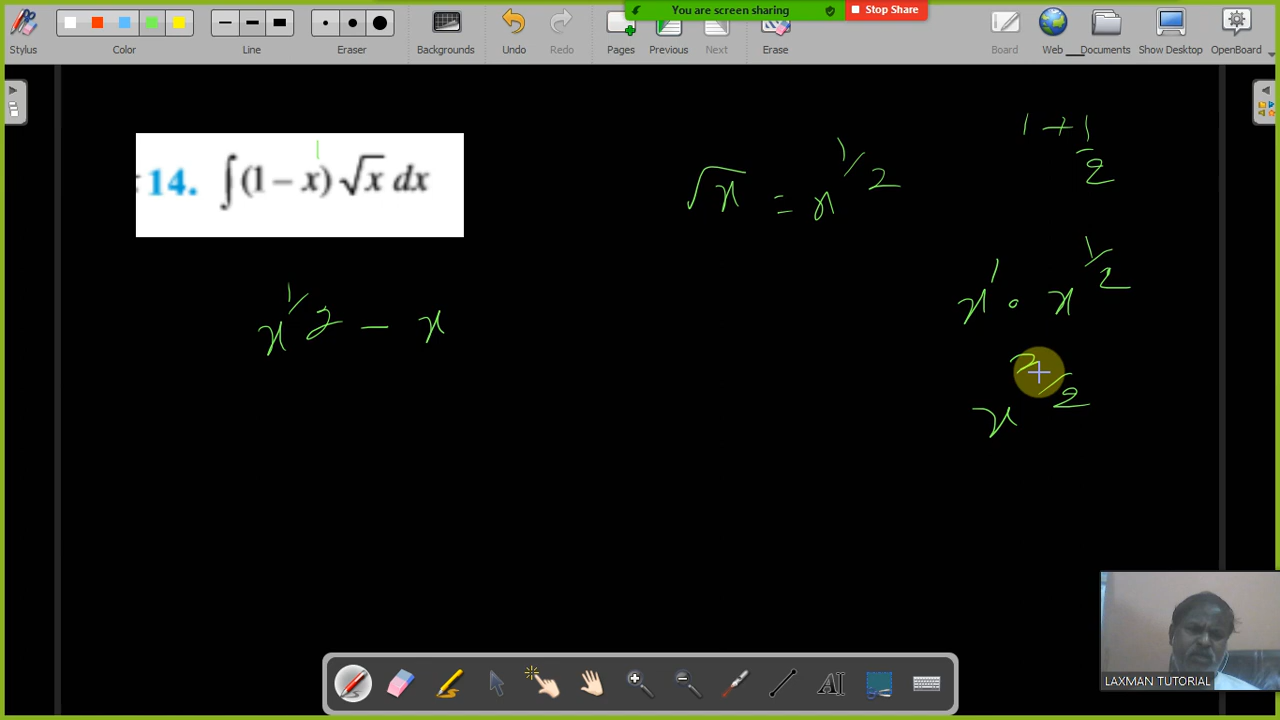 You are screen sharing Stop Share
Stylus Color Line Eraser Backgrounds Undo Redo Pages Previous Next Erase Board Web Documents Show Desktop OpenBoard
14. ∫(1 − x) √x dx
1
√x = x^1/2
1 + 1/2
x^1/2 − x
x^1 · x^1/2
x^3/2
AI
LAXMAN TUTORIAL